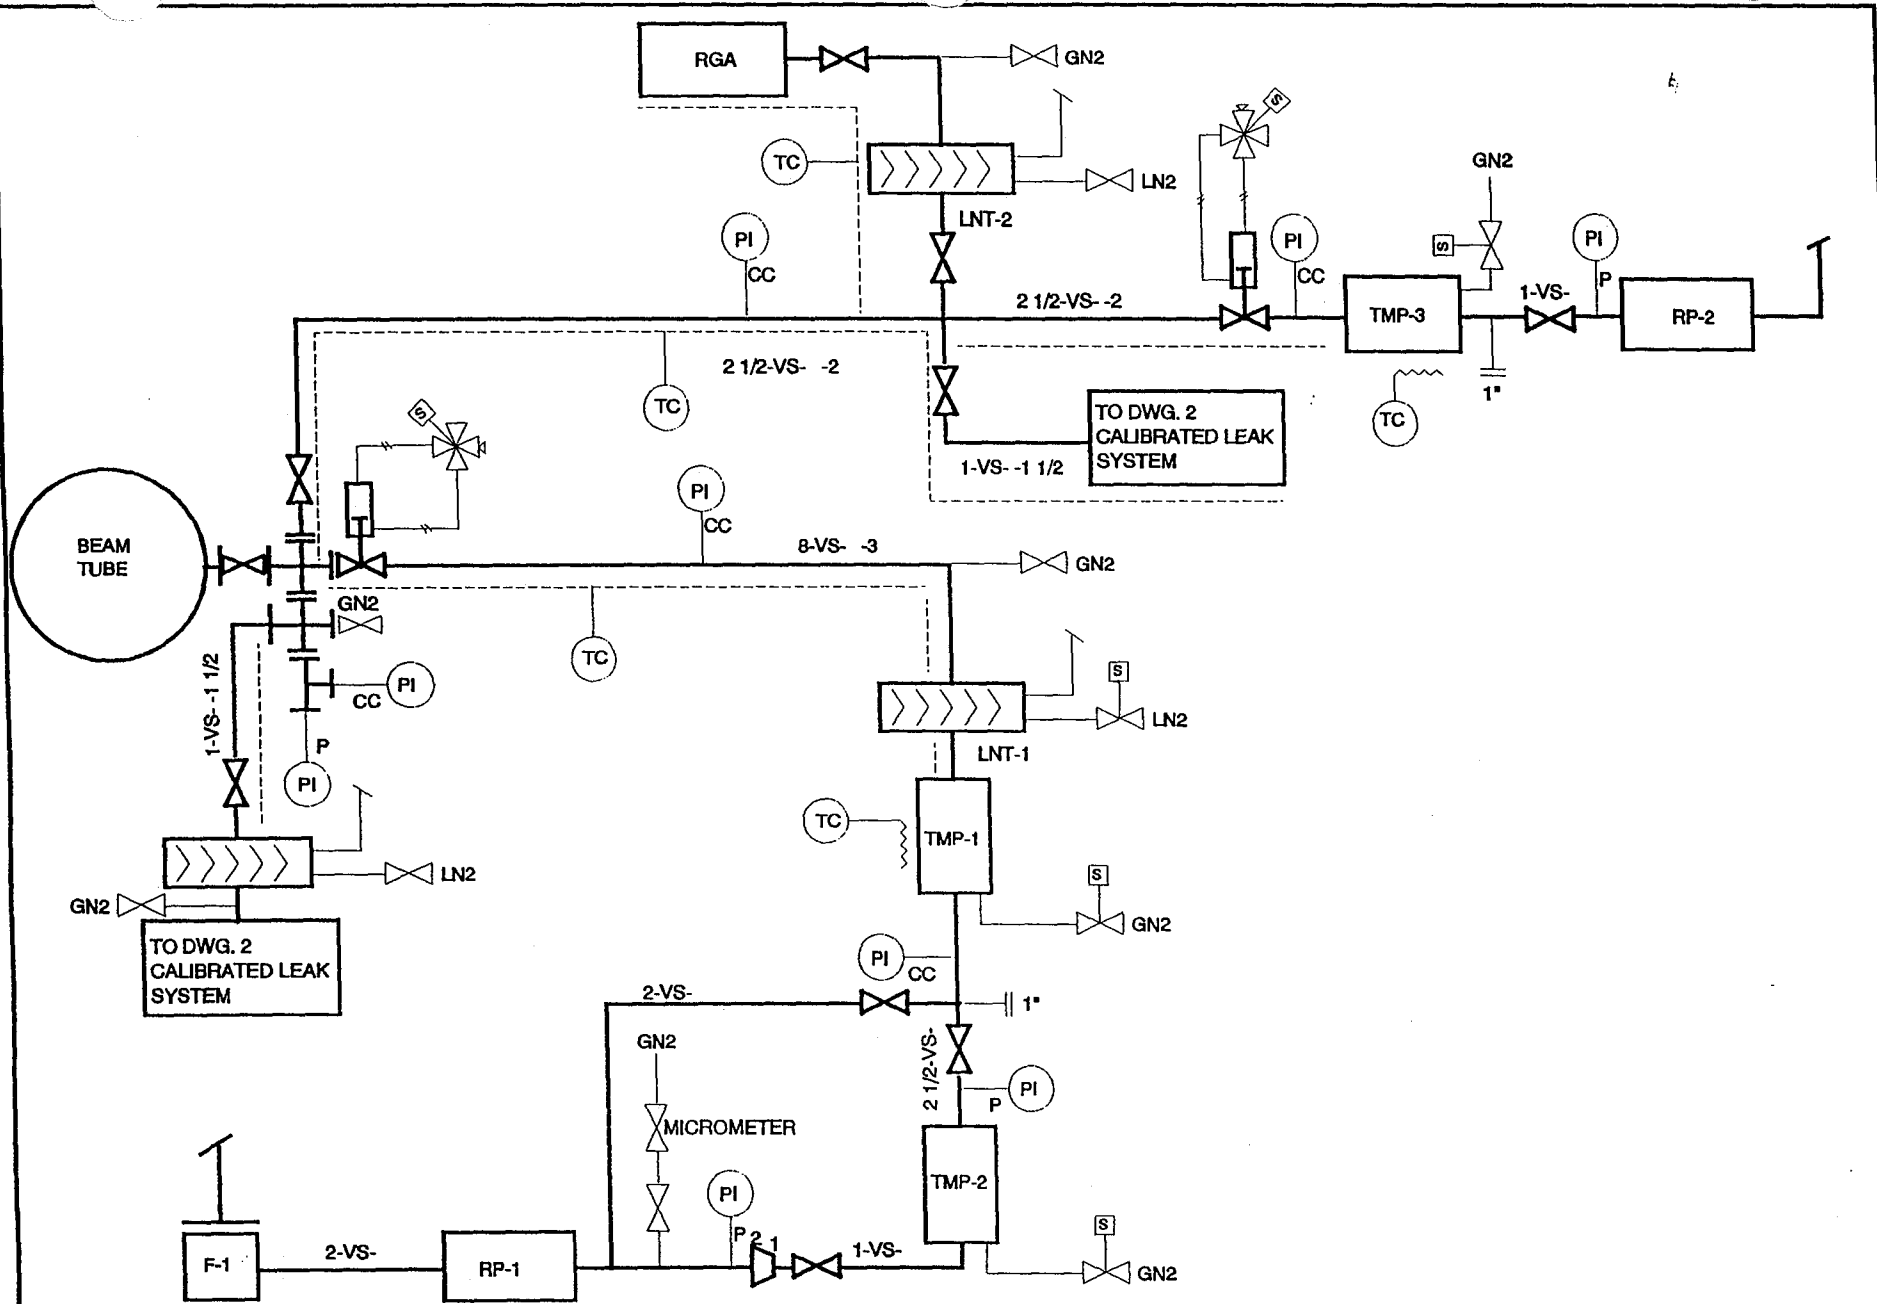 RGA
GN2
S
TC
LN2
GN2
LNT-2
PI
CC
S
PI
CC
PI
P
2 1/2-VS- -2
1-VS-
TMP-3
RP-2
2 1/2-VS- -2
TC
1"
TC
TO DWG. 2
CALIBRATED LEAK
SYSTEM
1-VS- -1 1/2
S
PI
CC
BEAM
TUBE
8-VS- -3
GN2
GN2
TC
1-VS- -1 1/2
CC
PI
P
PI
S
LN2
LNT-1
TC
TMP-1
LN2
GN2
S
GN2
TO DWG. 2
CALIBRATED LEAK
SYSTEM
PI
CC
2-VS-
1"
GN2
2 1/2-VS-
PI
P
MICROMETER
TMP-2
PI
P
2 1
S
F-1
2-VS-
RP-1
1-VS-
GN2